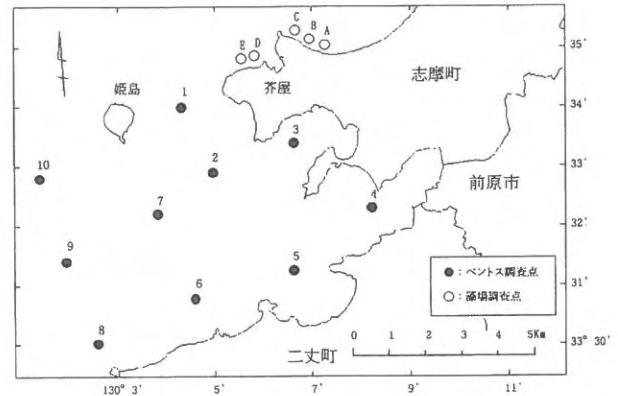 C
B
A
E
D
35'
志摩町
芥屋
姫島
1
34'
3
33'
2
10
前原市
4
7
32'
9
5
●：ベントス調査点
○：藻場調査点
6
31'
8
0 1 2 3 4 5Km
二丈町
33° 30'
130° 3' 5' 7' 9' 11'